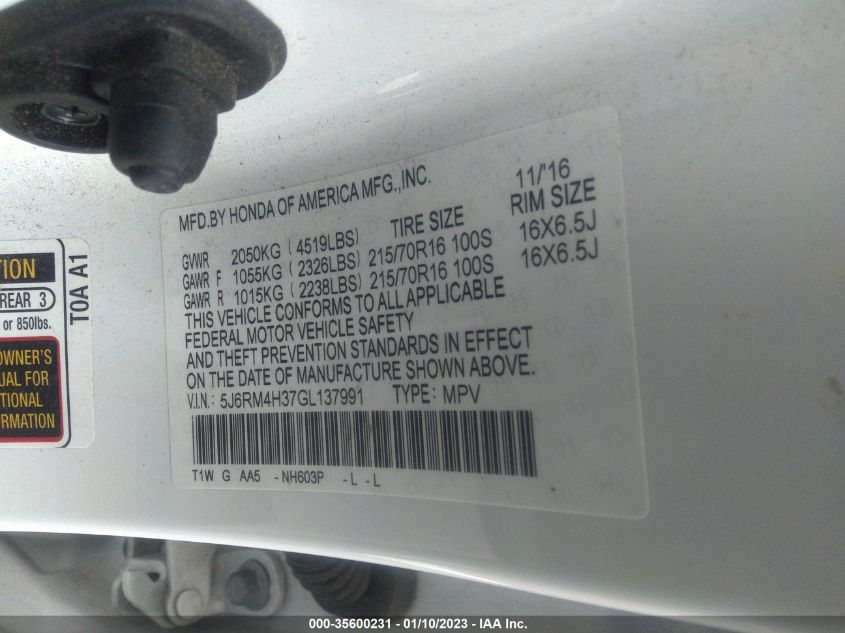 MFD.BY HONDA OF AMERICA MFG.,INC. 11/'16
TIRE SIZE RIM SIZE
GVWR 2050KG ( 4519LBS)
GAWR F 1055KG ( 2326LBS) 215/70R16 100S 16X6.5J
GAWR R 1015KG ( 2238LBS) 215/70R16 100S 16X6.5J
THIS VEHICLE CONFORMS TO ALL APPLICABLE
FEDERAL MOTOR VEHICLE SAFETY
AND THEFT PREVENTION STANDARDS IN EFFECT
ON THE DATE OF MANUFACTURE SHOWN ABOVE.
V.I.N.: 5J6RM4H37GL137991 TYPE: MPV
T1W G AA5 -NH603P -L -L
REAR 3
or 850lbs.
OWNER'S
FOR
T0A A1
000-35600231 - 01/10/2023 - IAA Inc.